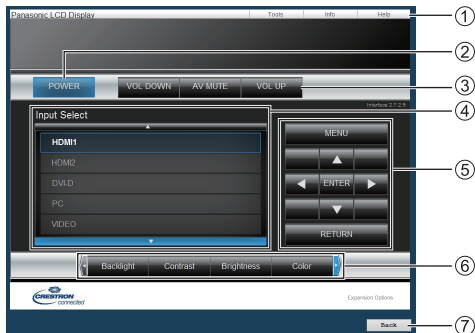 Panasonic LCD Display
Tools Info Help
①
②
POWER VOL DOWN AV MUTE VOL UP
③
Interface 2.7.2.9
④
Input Select
HDMI1
HDMI2
DVI-D
PC
VIDEO
MENU
ENTER
RETURN
⑤
Backlight Contrast Brightness Color
⑥
CRESTRON connected
Expansion Options
Back
⑦